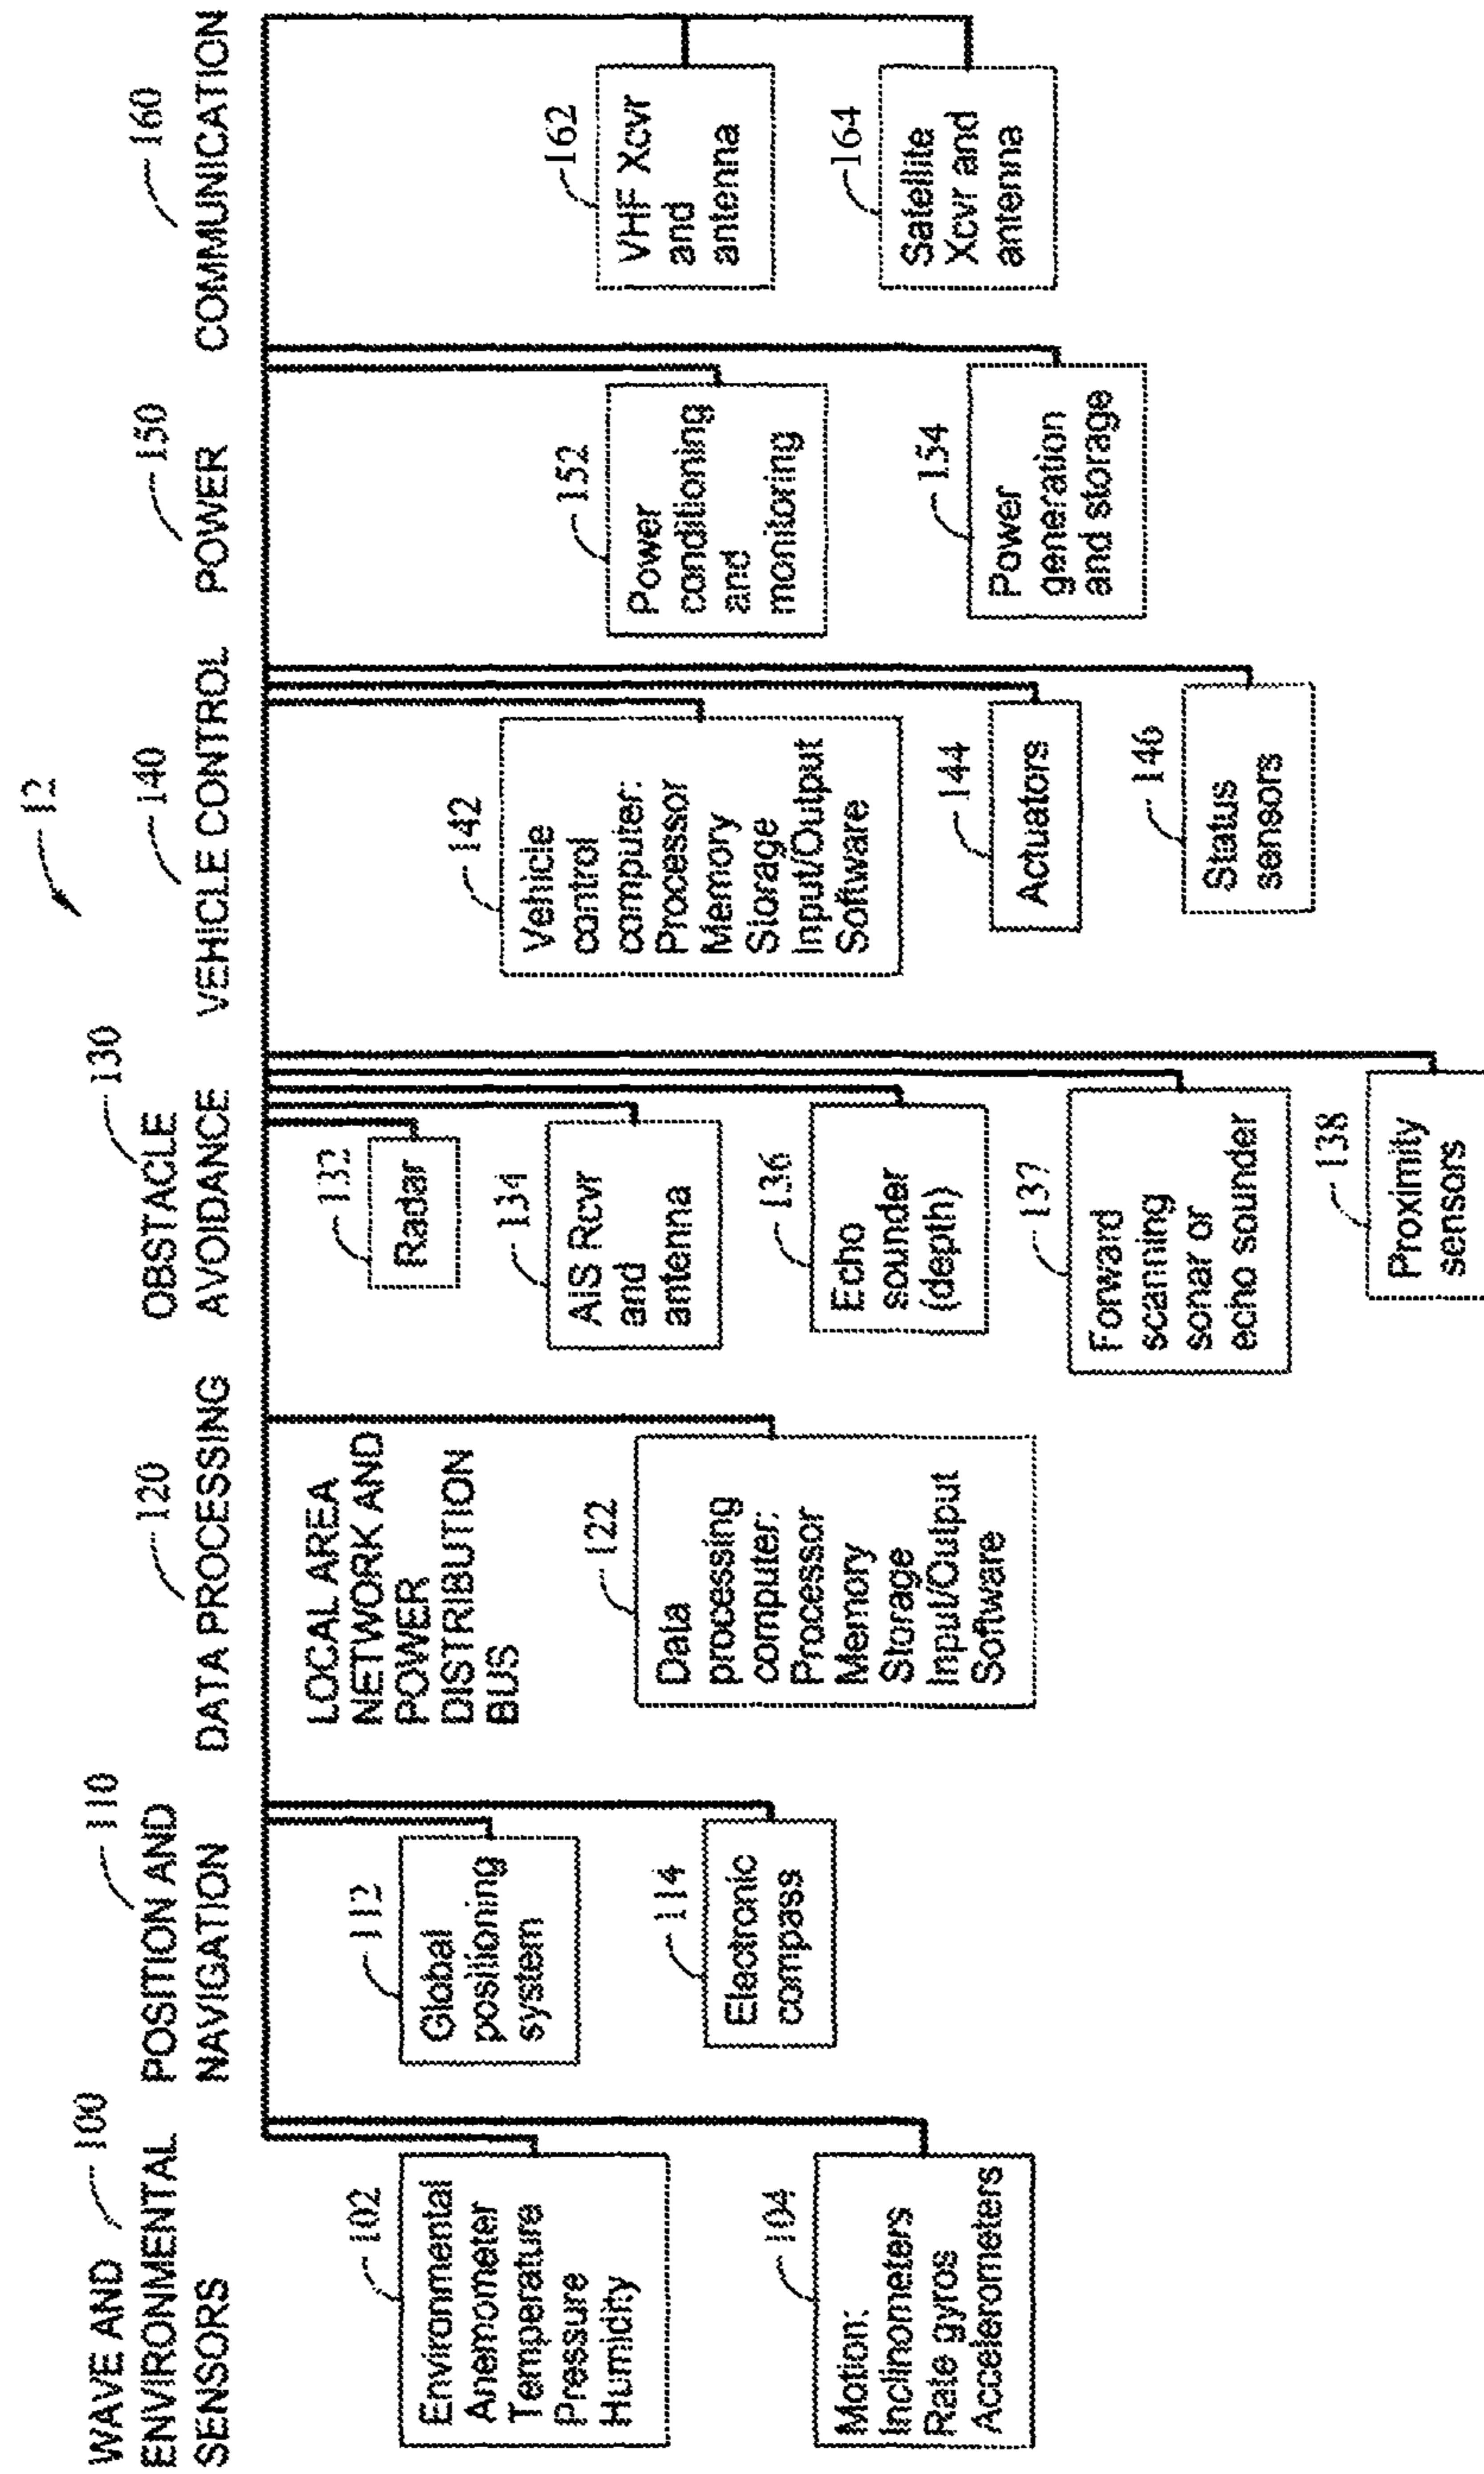 12
100
WAVE AND
ENVIRONMENTAL
SENSORS
102
Environmental
Anemometer
Temperature
Pressure
Humidity
104
Motion:
Inclinometers
Rate gyros
Accelerometers
110
POSITION AND
NAVIGATION
112
Global
positioning
system
114
Electronic
compass
120
DATA PROCESSING
LOCAL AREA
NETWORK AND
POWER
DISTRIBUTION
BUS
122
Data
processing
computer:
Processor
Memory
Storage
Input/Output
Software
130
OBSTACLE
AVOIDANCE
132
Radar
134
AIS Rcvr
and
antenna
136
Echo
sounder
(depth)
137
Forward
scanning
sonar or
echo sounder
138
Proximity
sensors
140
VEHICLE CONTROL
142
Vehicle
control
computer:
Processor
Memory
Storage
Input/Output
Software
144
Actuators
146
Status
sensors
150
POWER
152
Power
conditioning
and
monitoring
154
Power
generation
and storage
160
COMMUNICATION
162
VHF Xcvr
and
antenna
164
Satellite
Xcvr and
antenna